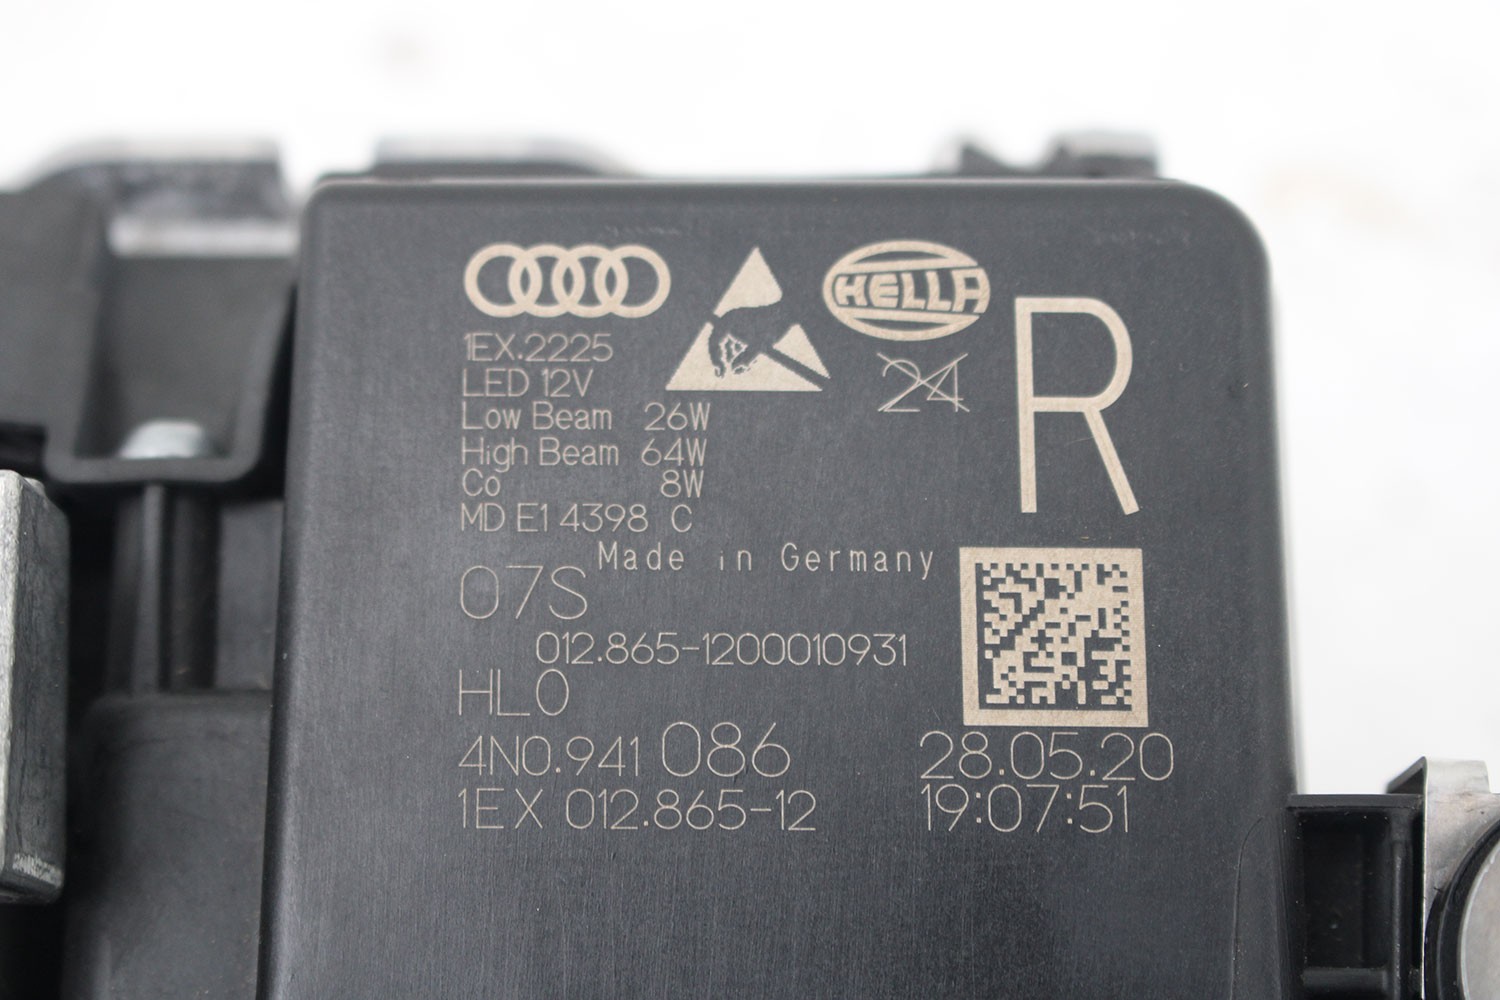 HELLA
24
R
1EX.2225
LED 12V
Low Beam 26W
High Beam 64W
Co 8W
MD E1 4398 C
Made in Germany
07S
012.865-1200010931
HL0
4N0.941 086
28.05.20
1EX 012.865-12
19:07:51